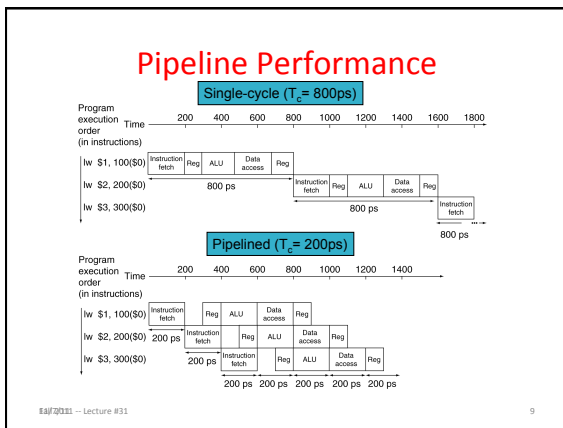 Pipeline Performance
Single-cycle (Tc= 800ps)
Program
execution
order
(in instructions)
Time
200 400 600 800 1000 1200 1400 1600 1800
lw $1, 100($0)
Instruction fetch Reg ALU Data access Reg
lw $2, 200($0)
800 ps
Instruction fetch Reg ALU Data access Reg
lw $3, 300($0)
800 ps
Instruction fetch
800 ps
Pipelined (Tc= 200ps)
Program
execution
order
(in instructions)
Time
200 400 600 800 1000 1200 1400
lw $1, 100($0)
Instruction fetch Reg ALU Data access Reg
lw $2, 200($0)
200 ps
Instruction fetch Reg ALU Data access Reg
lw $3, 300($0)
200 ps
Instruction fetch Reg ALU Data access Reg
200 ps 200 ps 200 ps 200 ps 200 ps
-- Lecture #31
9